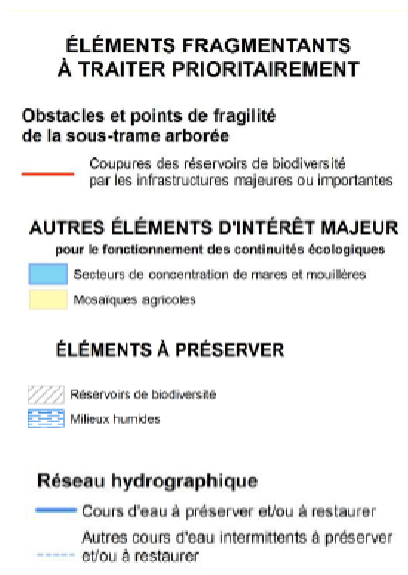 ÉLÉMENTS FRAGMENTANTS
À TRAITER PRIORITAIREMENT
Obstacles et points de fragilité
de la sous-trame arborée
Coupures des réservoirs de biodiversité
par les infrastructures majeures ou importantes
AUTRES ÉLÉMENTS D'INTÉRÊT MAJEUR
pour le fonctionnement des continuités écologiques
Secteurs de concentration de mares et mouillères
Mosaïques agricoles
ÉLÉMENTS À PRÉSERVER
Réservoirs de biodiversité
Milieux humides
Réseau hydrographique
Cours d'eau à préserver et/ou à restaurer
Autres cours d'eau intermittents à préserver
et/ou à restaurer